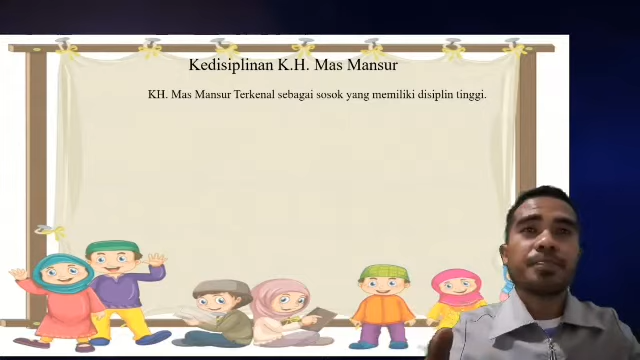 Kedisiplinan K.H. Mas Mansur
KH. Mas Mansur Terkenal sebagai sosok yang memiliki disiplin tinggi.